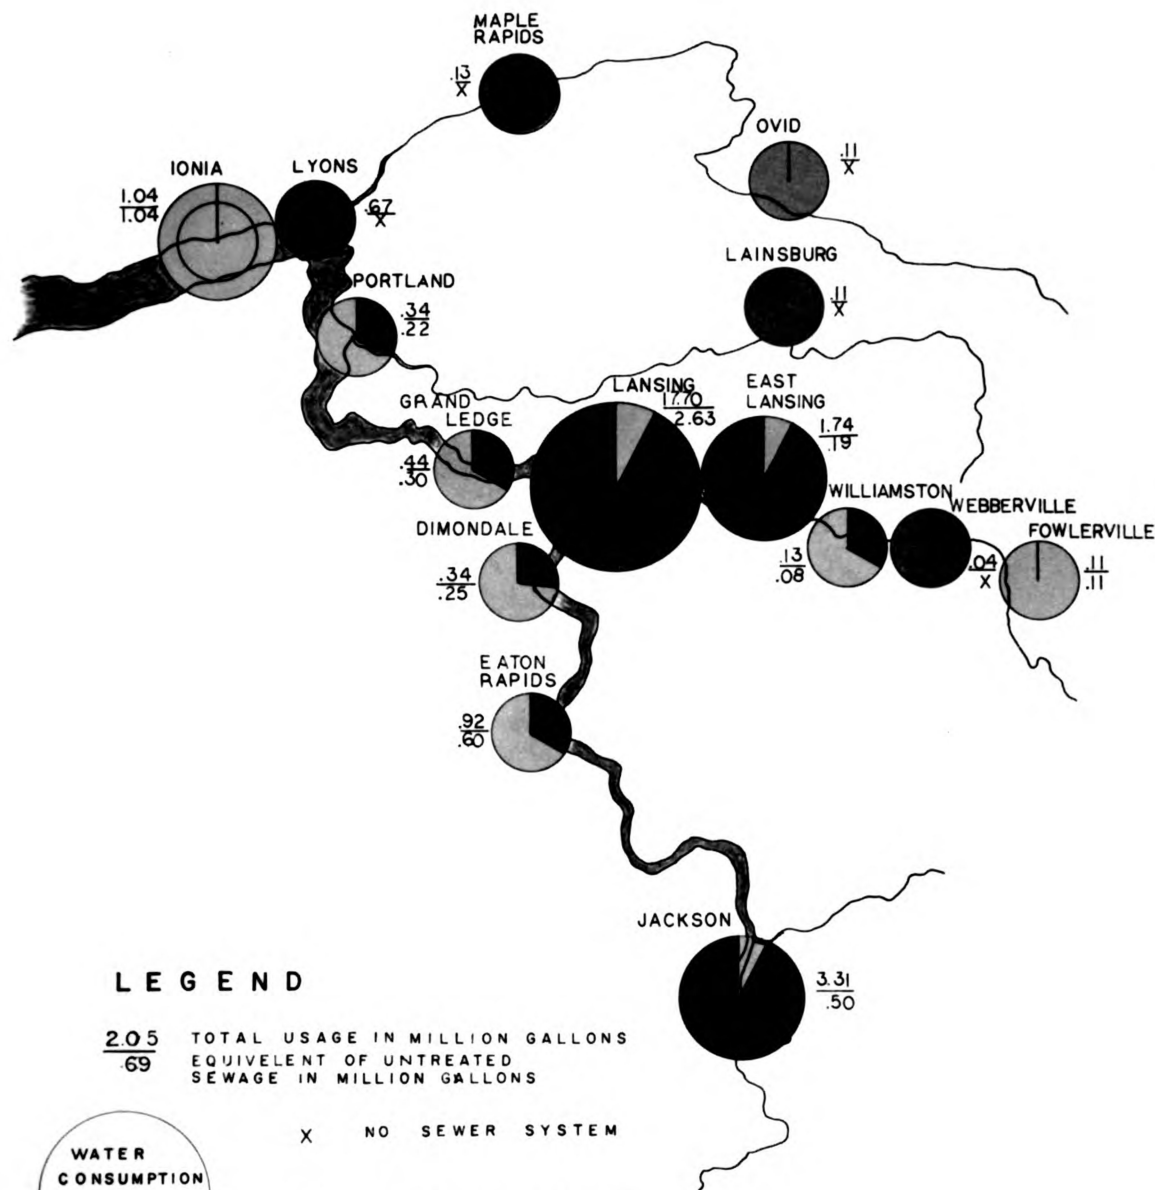 MAPLE
RAPIDS
.13
X
OVID
.11
X
IONIA
1.04
1.04
LYONS
.67
X
LAINSBURG
.11
X
PORTLAND
.34
.22
LANSING
17.70
2.63
EAST
LANSING
1.74
.19
GRAND
LEDGE
.44
.30
WILLIAMSTON
.13
.08
WEBBERVILLE
.04
X
FOWLERVILLE
.11
.11
DIMONDALE
.34
.25
EATON
RAPIDS
.92
.60
JACKSON
3.31
.50
LEGEND
2.05
.69
TOTAL USAGE IN MILLION GALLONS
EQUIVELENT OF UNTREATED
SEWAGE IN MILLION GALLONS
X NO SEWER SYSTEM
WATER
CONSUMPTION